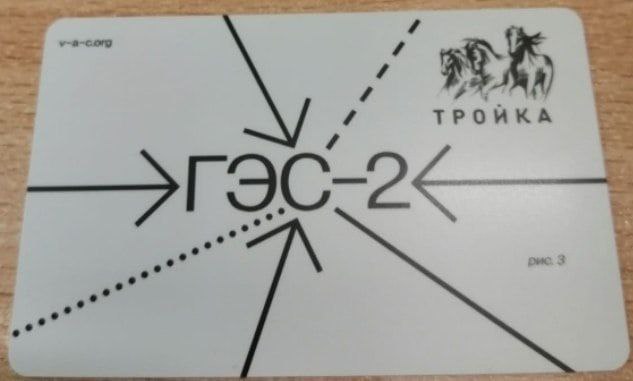 v-a-c.org
ТРОЙКА
ГЭС-2
рис. 3